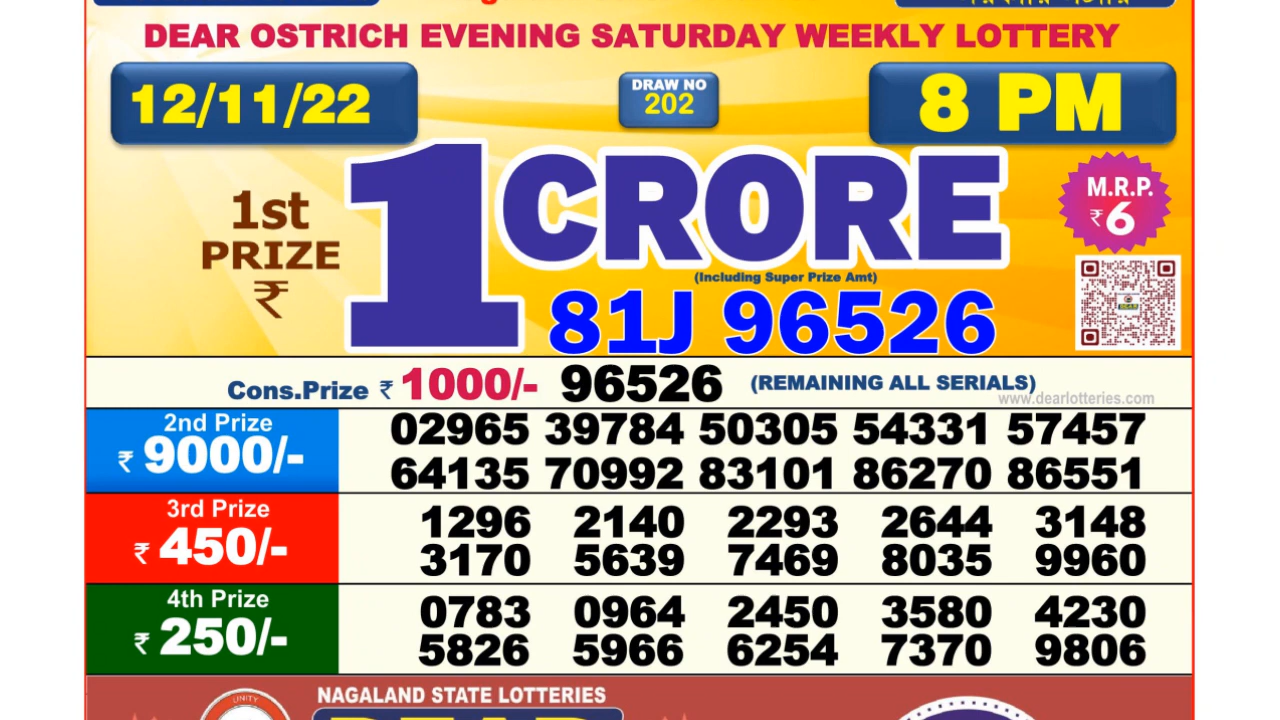 DEAR OSTRICH EVENING SATURDAY WEEKLY LOTTERY
12/11/22
DRAW NO
202
8 PM
1st
PRIZE
₹
1 CRORE
(Including Super Prize Amt)
81J 96526
M.R.P.
₹6
Cons.Prize ₹ 1000/- 96526 (REMAINING ALL SERIALS)
www.dearlotteries.com
2nd Prize
₹ 9000/-
02965 39784 50305 54331 57457
64135 70992 83101 86270 86551
3rd Prize
₹ 450/-
1296 2140 2293 2644 3148
3170 5639 7469 8035 9960
4th Prize
₹ 250/-
0783 0964 2450 3580 4230
5826 5966 6254 7370 9806
NAGALAND STATE LOTTERIES
UNITY
DEAR